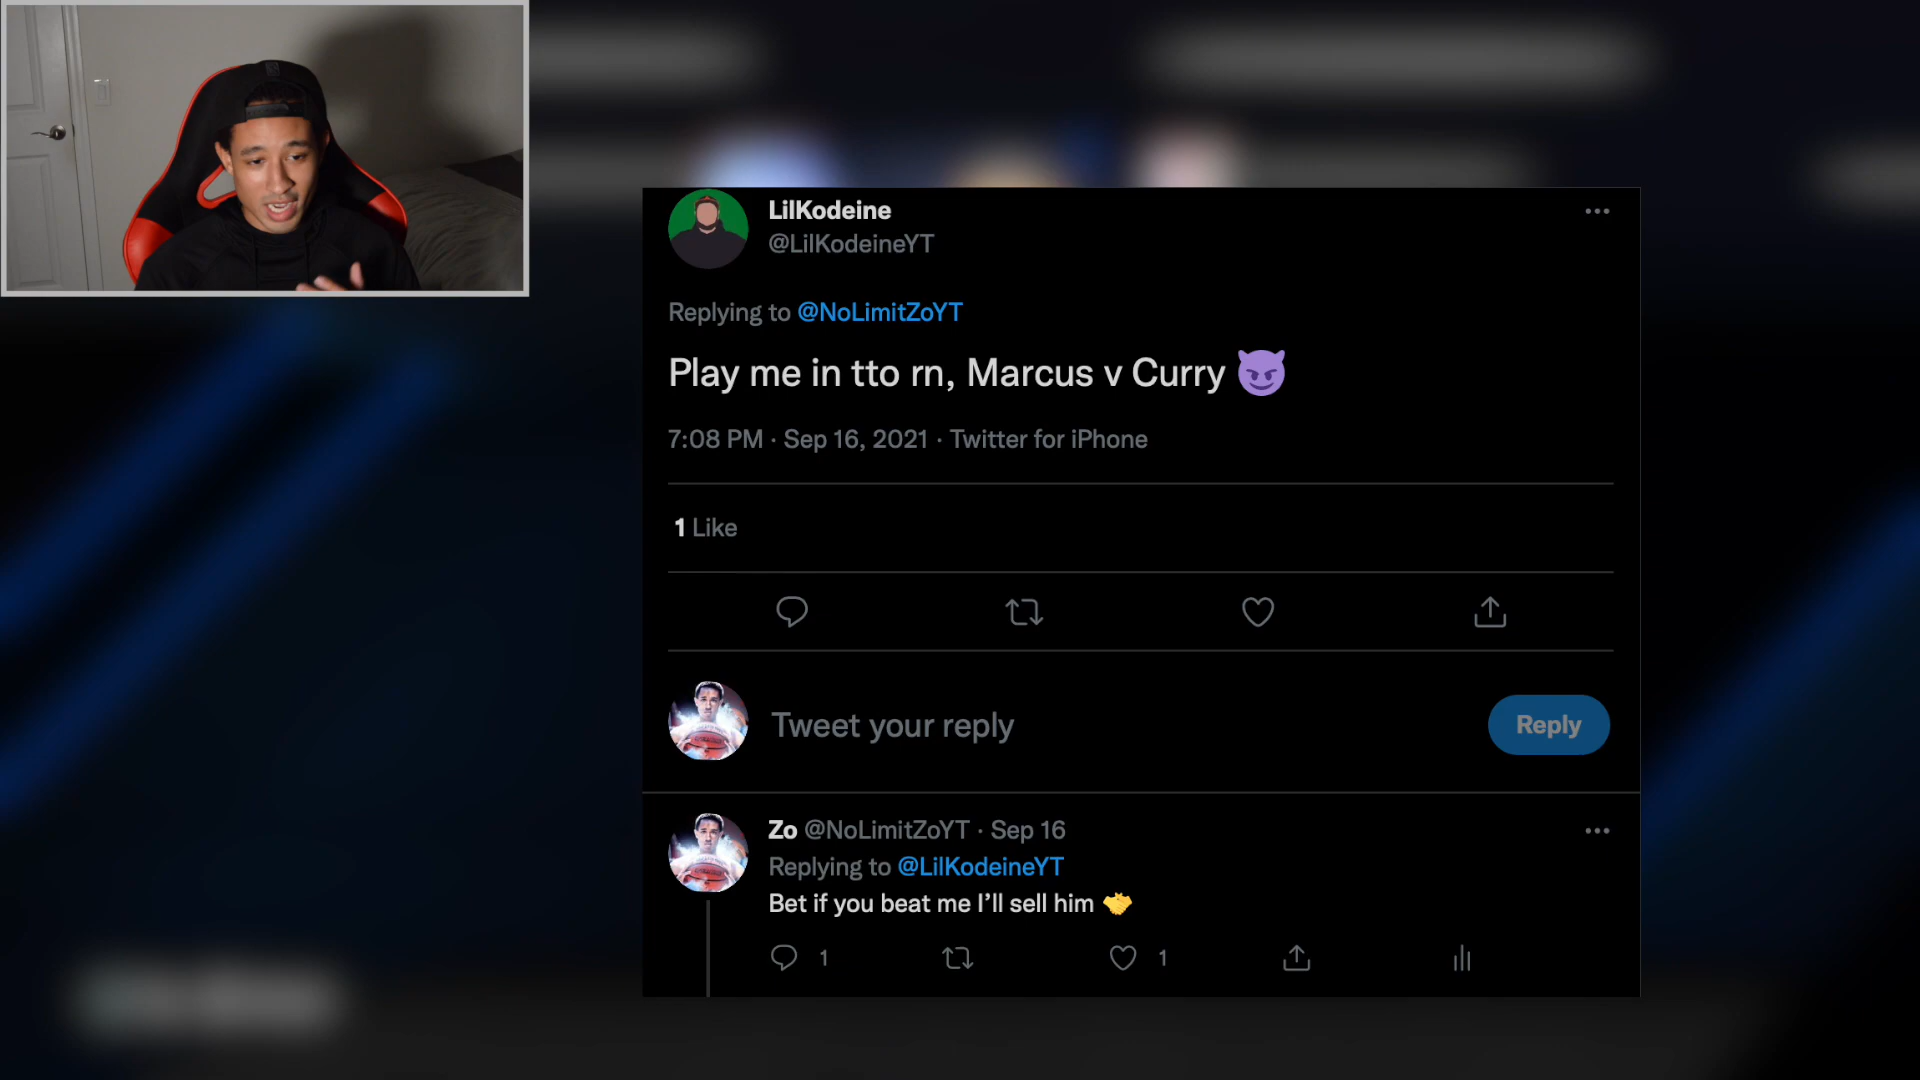 LilKodeine
@LilKodeineYT
Replying to @NoLimitZoYT
Play me in tto rn, Marcus v Curry 😈
7:08 PM · Sep 16, 2021 · Twitter for iPhone
1 Like
Tweet your reply
Reply
Zo @NoLimitZoYT · Sep 16
Replying to @LilKodeineYT
Bet if you beat me I’ll sell him 🤝
1 1